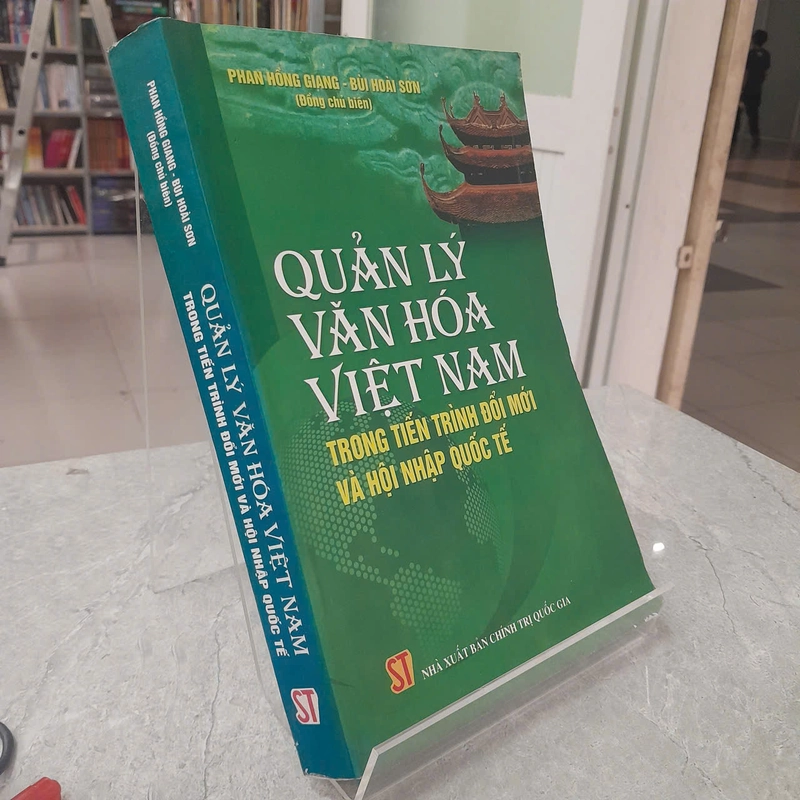 PHAN HỒNG GIANG - BÙI HOÀI SƠN
(Đồng chủ biên)
QUẢN LÝ
VĂN HÓA
VIỆT NAM
TRONG TIẾN TRÌNH ĐỔI MỚI
VÀ HỘI NHẬP QUỐC TẾ
ST
NHÀ XUẤT BẢN CHÍNH TRỊ QUỐC GIA
PHAN HỒNG GIANG - BÙI HOÀI SƠN
(Đồng chủ biên)
QUẢN LÝ VĂN HÓA VIỆT NAM
TRONG TIẾN TRÌNH ĐỔI MỚI VÀ HỘI NHẬP QUỐC TẾ
ST